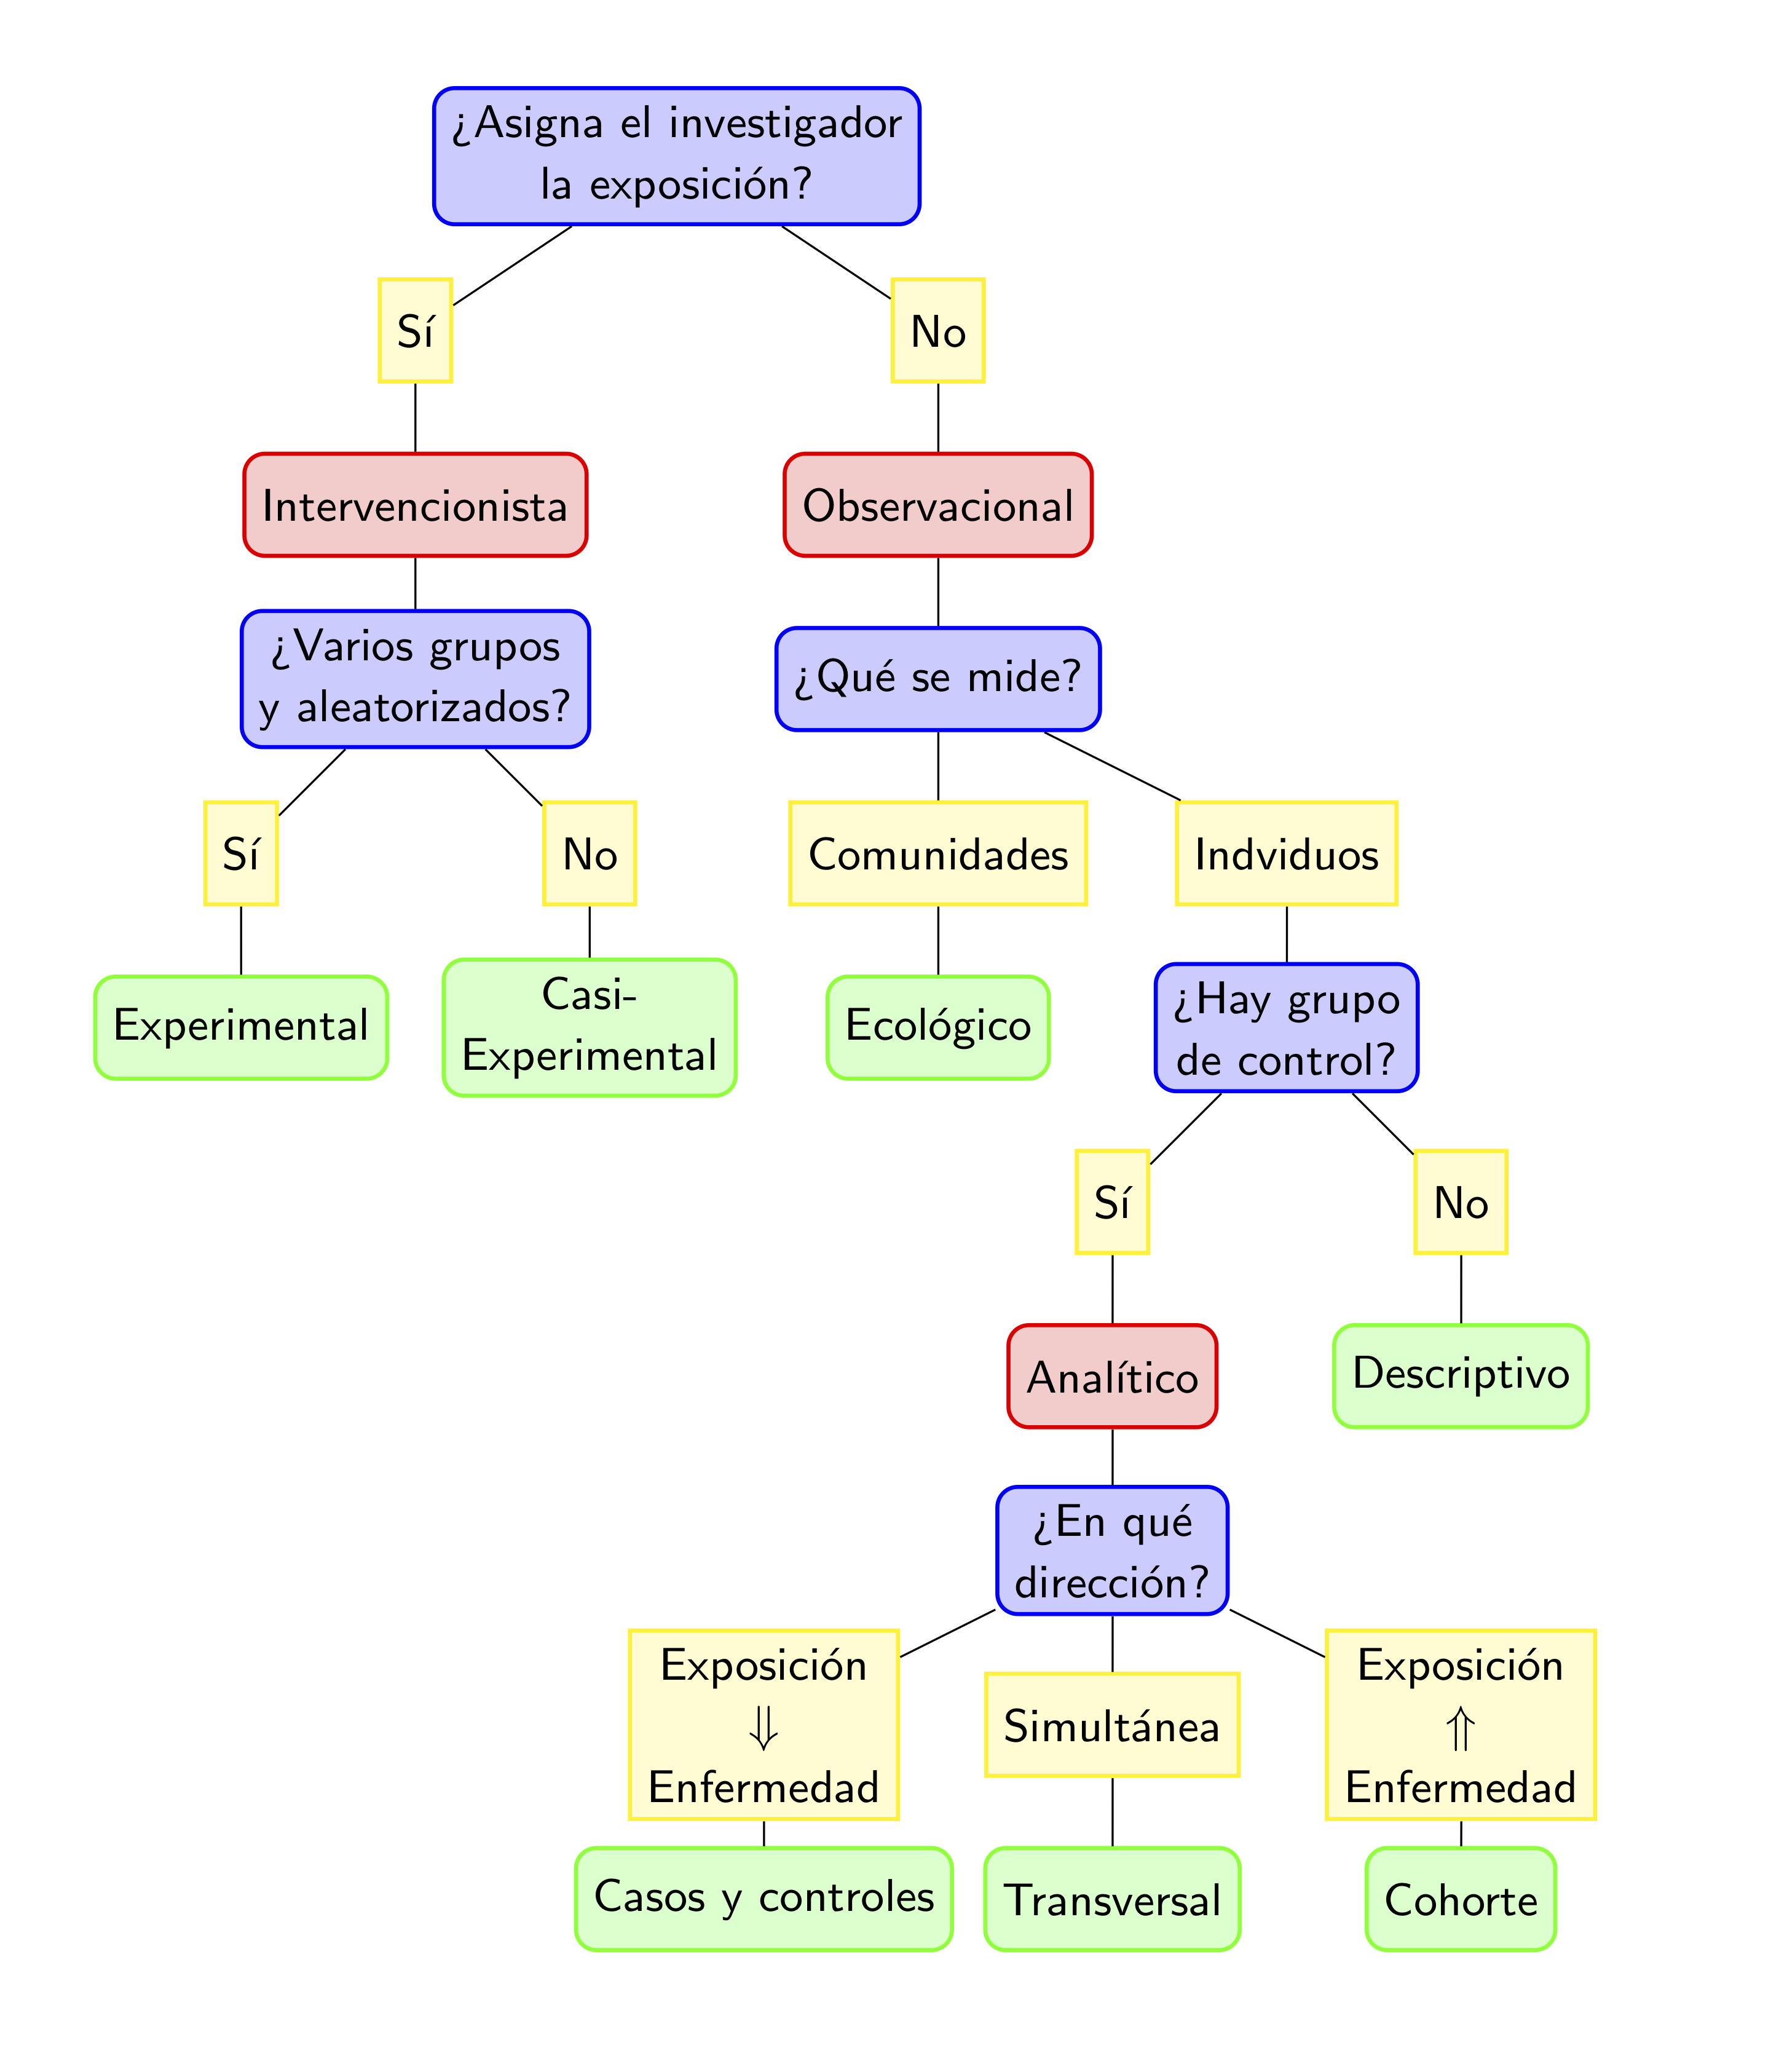 ¿Asigna el investigador
la exposición?
Sí
No
Intervencionista
Observacional
¿Varios grupos
y aleatorizados?
¿Qué se mide?
Sí
No
Comunidades
Indviduos
Experimental
Casi-
Experimental
Ecológico
¿Hay grupo
de control?
Sí
No
Analítico
Descriptivo
¿En qué
dirección?
Exposición
⇓
Enfermedad
Simultánea
Exposición
⇑
Enfermedad
Casos y controles
Transversal
Cohorte